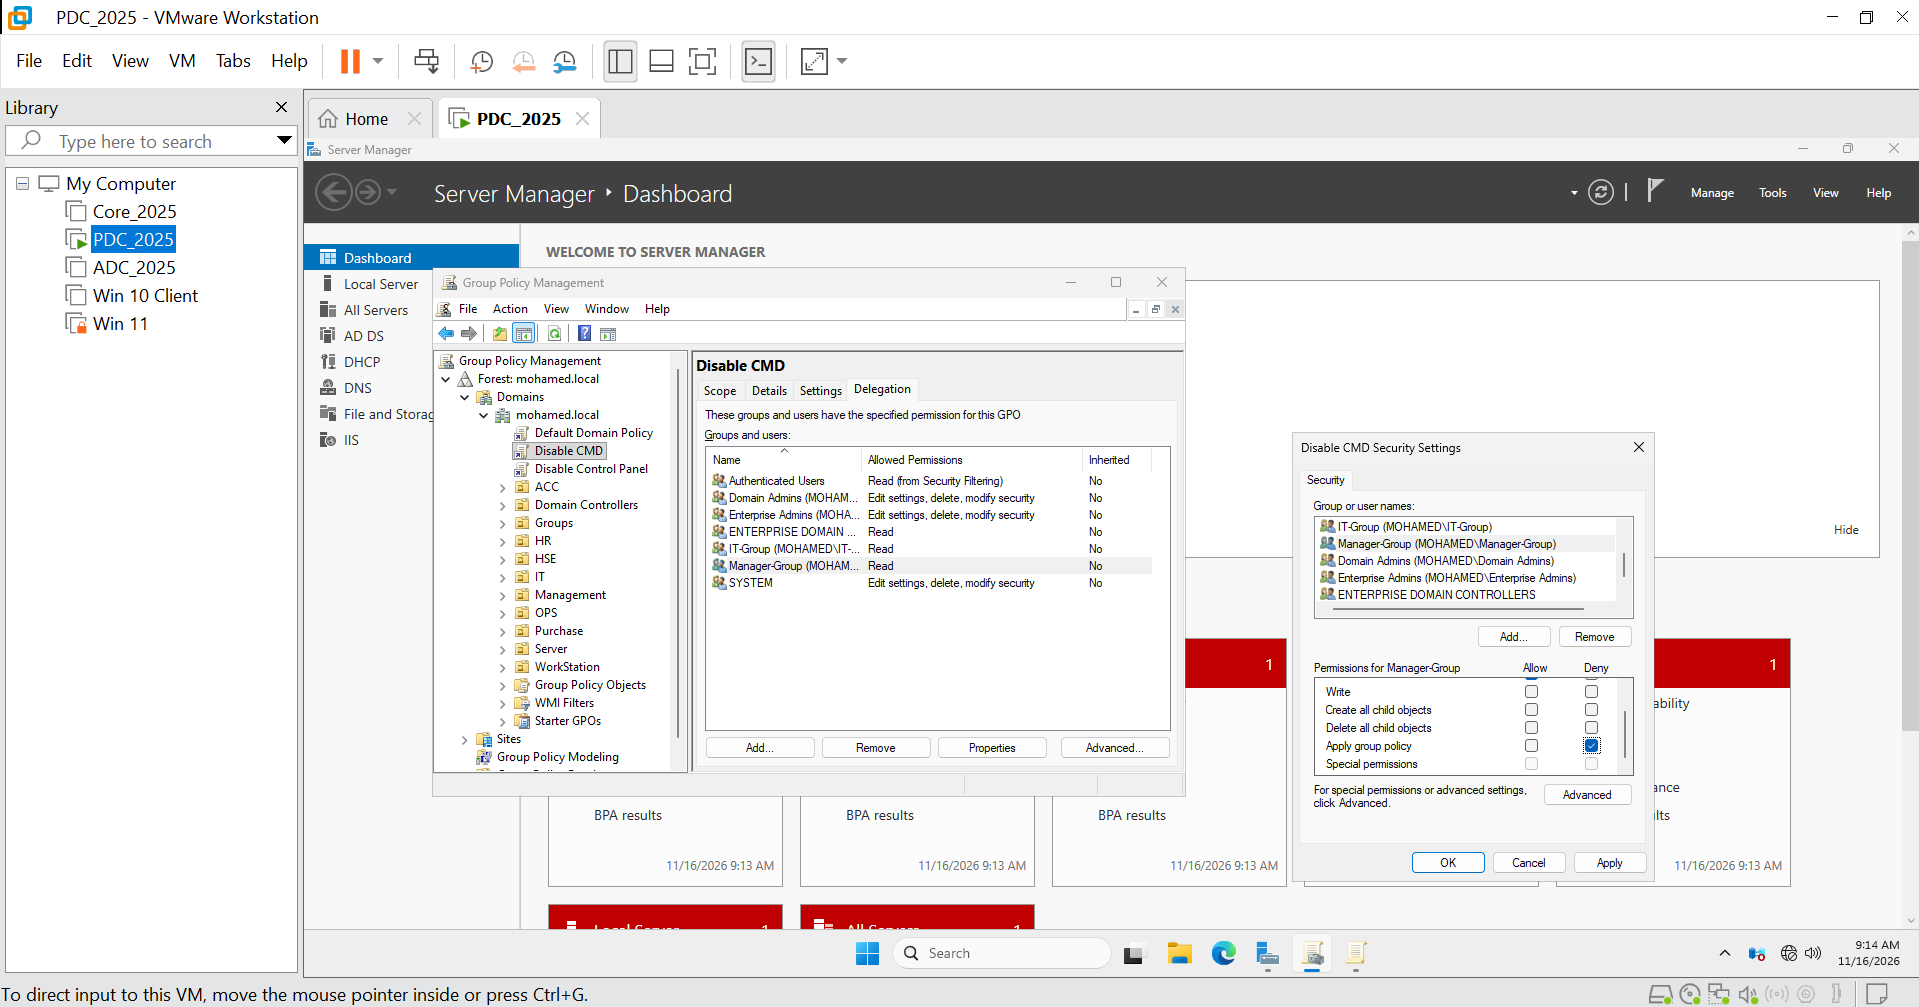 PDC_2025 - VMware Workstation
File Edit View VM Tabs Help
Library
Type here to search
My Computer
Core_2025
PDC_2025
ADC_2025
Win 10 Client
Win 11
Home
PDC_2025
Server Manager
Server Manager Dashboard
Manage Tools View Help
Dashboard
Local Server
All Servers
AD DS
DHCP
DNS
File and Storag
IIS
WELCOME TO SERVER MANAGER
Group Policy Management
File Action View Window Help
Group Policy Management
Forest: mohamed.local
Domains
mohamed.local
Default Domain Policy
Disable CMD
Disable Control Panel
ACC
Domain Controllers
Groups
HR
HSE
IT
Management
OPS
Purchase
Server
WorkStation
Group Policy Objects
WMI Filters
Starter GPOs
Sites
Group Policy Modeling
Disable CMD
Scope Details Settings Delegation
These groups and users have the specified permission for this GPO
Groups and users:
Name Allowed Permissions Inherited
Authenticated Users Read (from Security Filtering) No
Domain Admins (MOHAM... Edit settings, delete, modify security No
Enterprise Admins (MOHA... Edit settings, delete, modify security No
ENTERPRISE DOMAIN ... Read No
IT-Group (MOHAMED\IT-... Read No
Manager-Group (MOHAM... Read No
SYSTEM Edit settings, delete, modify security No
Add... Remove Properties Advanced...
Disable CMD Security Settings
Security
Group or user names:
IT-Group (MOHAMED\IT-Group)
Manager-Group (MOHAMED\Manager-Group)
Domain Admins (MOHAMED\Domain Admins)
Enterprise Admins (MOHAMED\Enterprise Admins)
ENTERPRISE DOMAIN CONTROLLERS
Add... Remove
Permissions for Manager-Group Allow Deny
Write
Create all child objects
Delete all child objects
Apply group policy
Special permissions
For special permissions or advanced settings,
click Advanced.
Advanced
OK Cancel Apply
Hide
1
1
ability
ance
lts
BPA results
BPA results
BPA results
11/16/2026 9:13 AM
11/16/2026 9:13 AM
11/16/2026 9:13 AM
11/16/2026 9:13 AM
Local Server 1
All Servers 1
Search
9:14 AM
11/16/2026
To direct input to this VM, move the mouse pointer inside or press Ctrl+G.